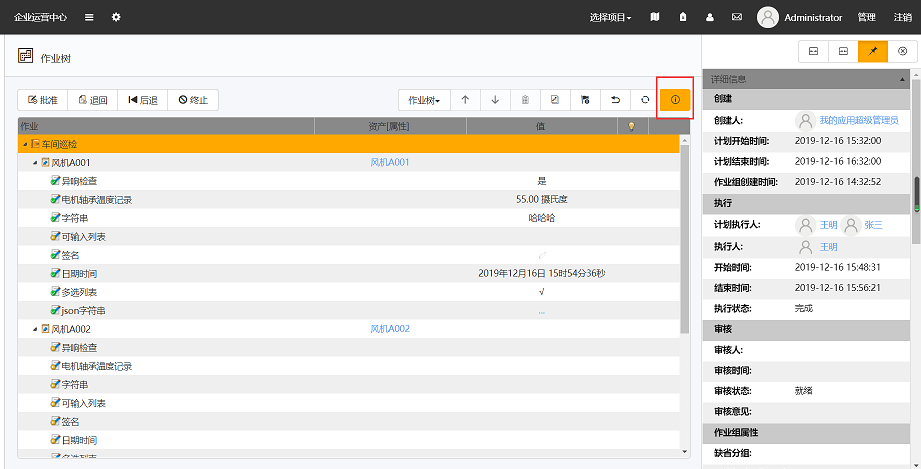 企业运营中心 选择项目 Administrator 管理 注销
作业树
批准 退回 后退 终止 作业树
作业 资产[属性] 值
车间巡检
风机A001 风机A001
异响检查 是
电机轴承温度记录 55.00 摄氏度
字符串 哈哈哈
可输入列表
签名
日期时间 2019年12月16日 15时54分36秒
多选列表 √
json字符串 ...
风机A002 风机A002
异响检查
电机轴承温度记录
字符串
可输入列表
签名
日期时间
多选列表
详细信息
创建
创建人: 我的应用超级管理员
计划开始时间: 2019-12-16 15:32:00
计划结束时间: 2019-12-16 16:32:00
作业组创建时间: 2019-12-16 14:32:52
执行
计划执行人: 王明 张三
执行人: 王明
开始时间: 2019-12-16 15:48:31
结束时间: 2019-12-16 15:56:21
执行状态: 完成
审核
审核人:
审核时间:
审核状态: 就绪
审核意见:
作业组属性
缺省分组: